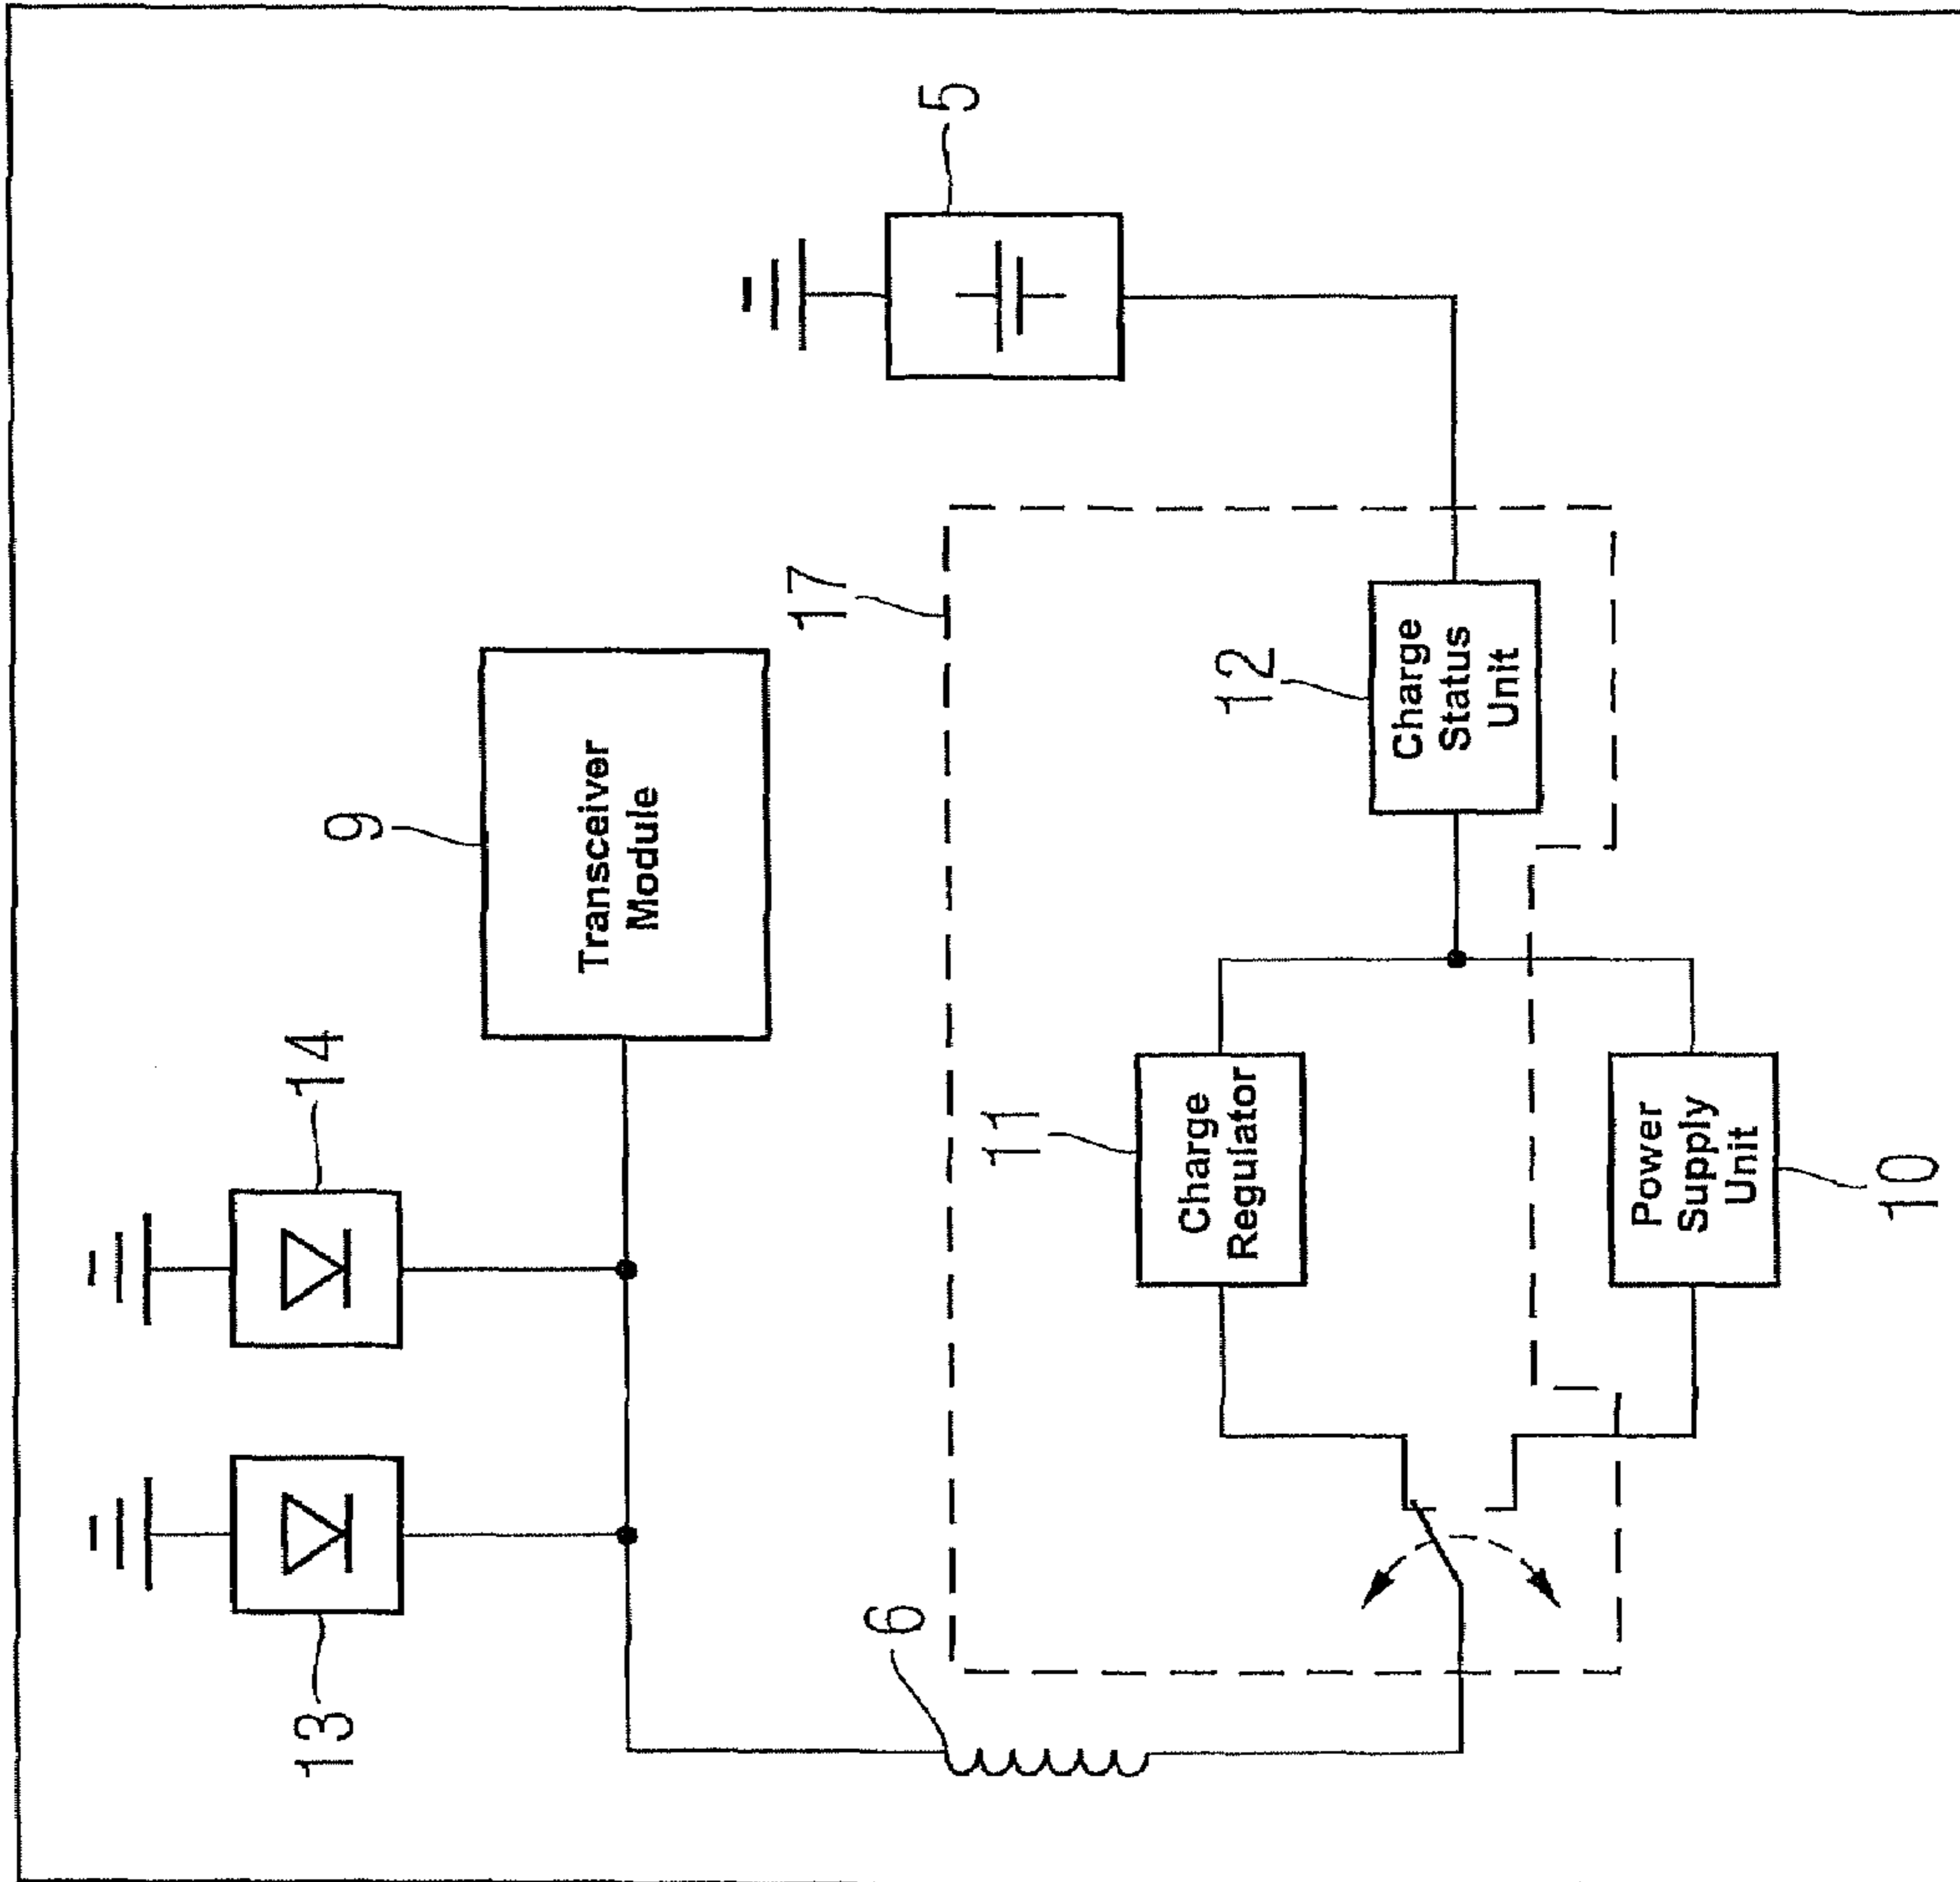 13
14
9
Transceiver
Module
5
6
17
11
Charge
Regulator
12
Charge
Status
Unit
Power
Supply
Unit
10